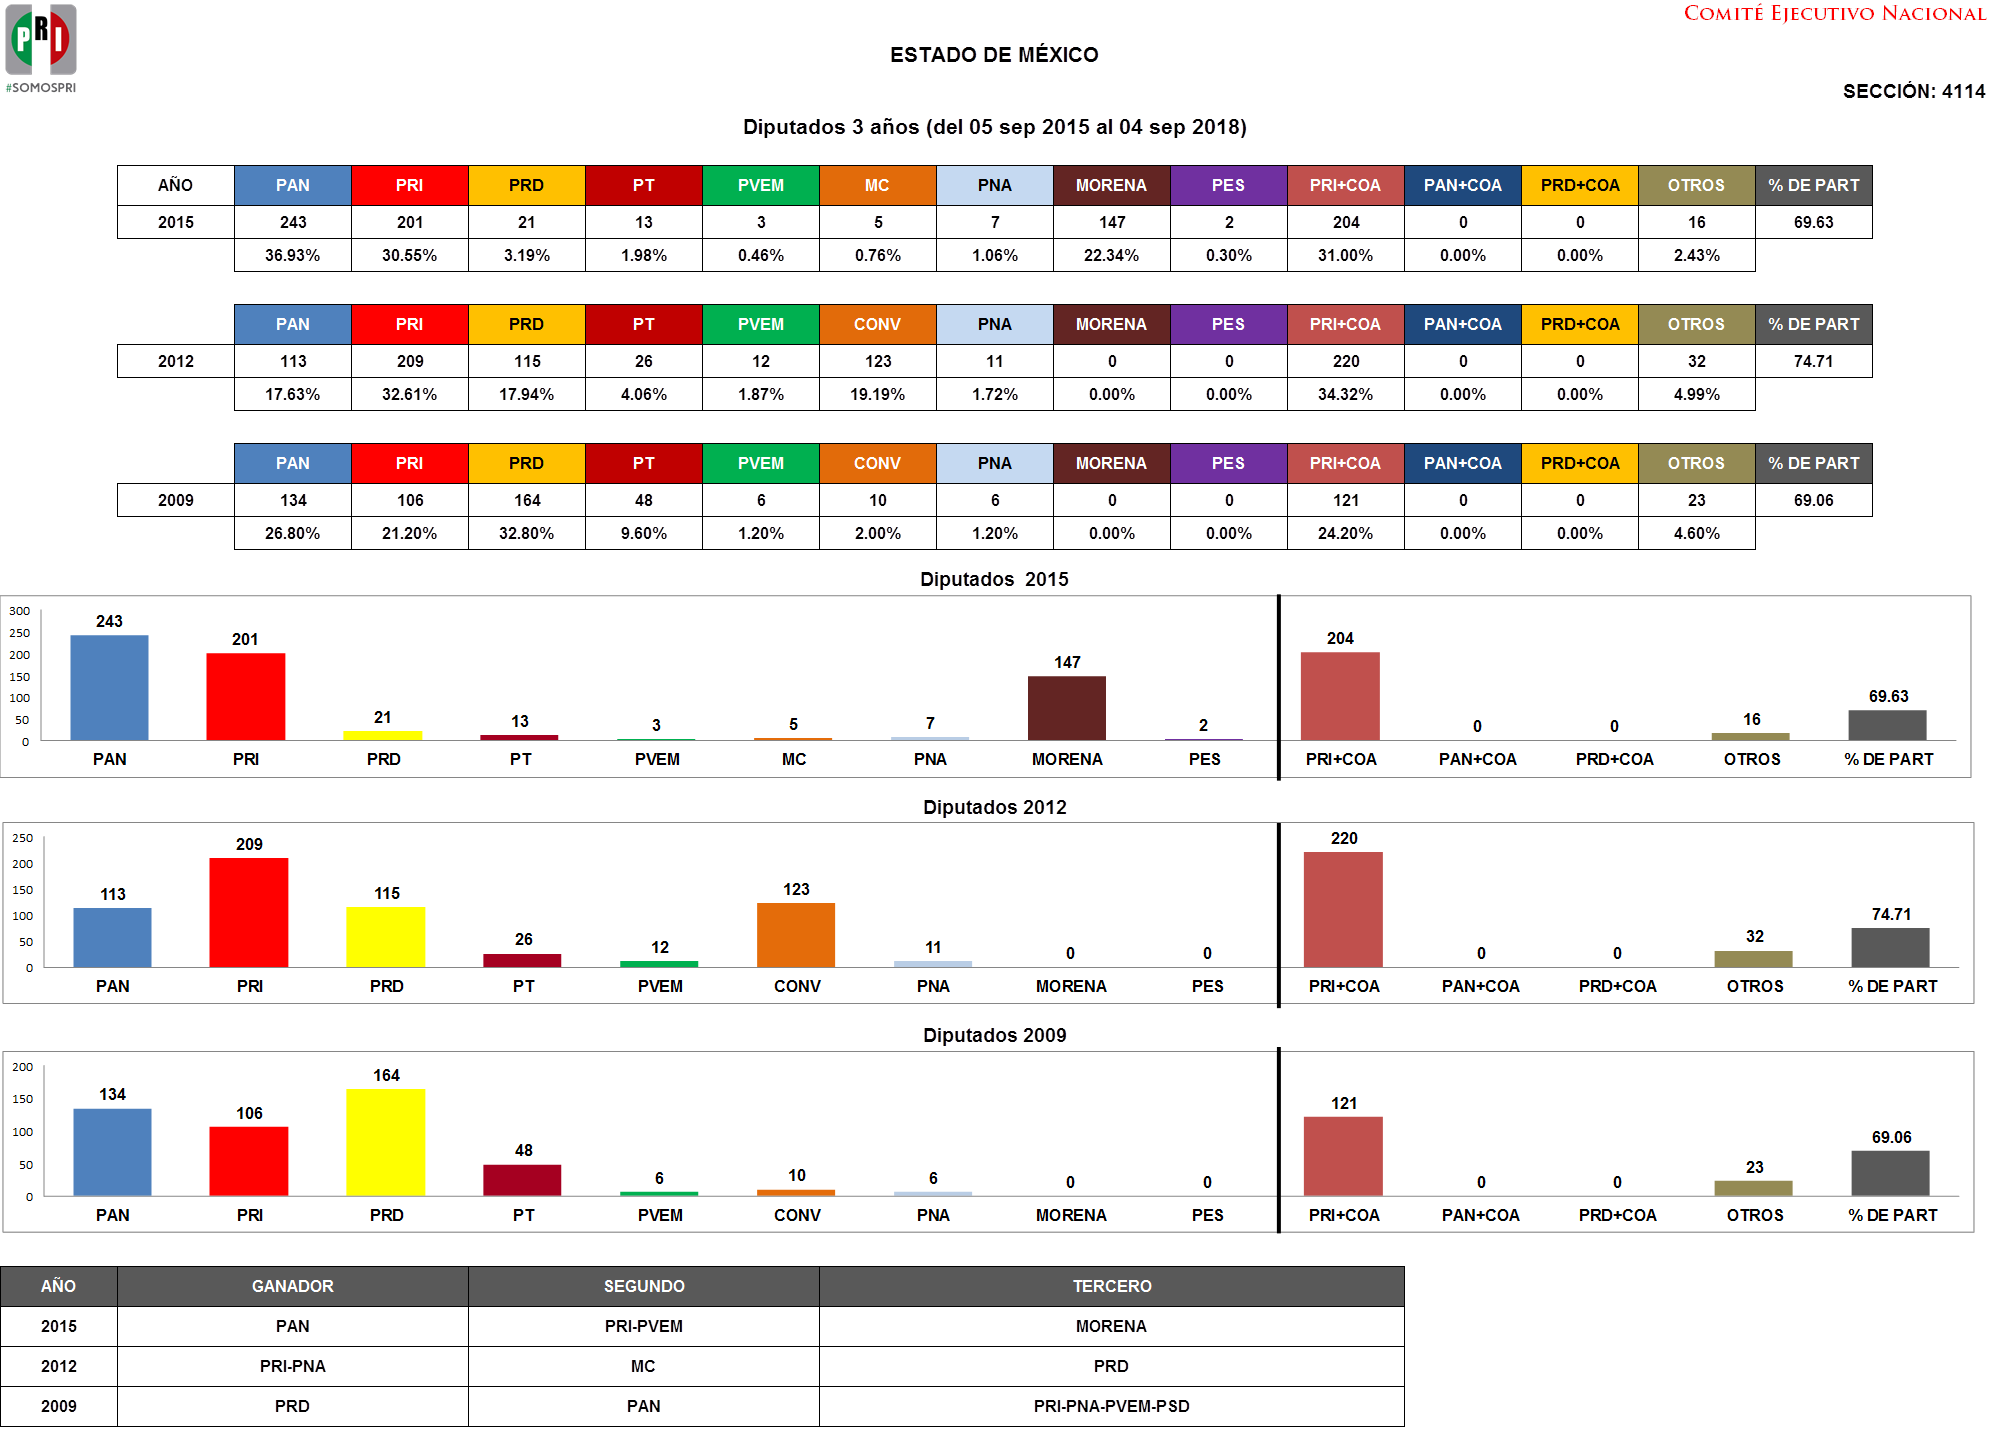 PRI
#SOMOSPRI
COMITÉ EJECUTIVO NACIONAL
ESTADO DE MÉXICO
SECCIÓN: 4114
Diputados 3 años (del 05 sep 2015 al 04 sep 2018)
AÑO PAN PRI PRD PT PVEM MC PNA MORENA PES PRI+COA PAN+COA PRD+COA OTROS % DE PART
2015 243 201 21 13 3 5 7 147 2 204 0 0 16 69.63
36.93% 30.55% 3.19% 1.98% 0.46% 0.76% 1.06% 22.34% 0.30% 31.00% 0.00% 0.00% 2.43%
PAN PRI PRD PT PVEM CONV PNA MORENA PES PRI+COA PAN+COA PRD+COA OTROS % DE PART
2012 113 209 115 26 12 123 11 0 0 220 0 0 32 74.71
17.63% 32.61% 17.94% 4.06% 1.87% 19.19% 1.72% 0.00% 0.00% 34.32% 0.00% 0.00% 4.99%
PAN PRI PRD PT PVEM CONV PNA MORENA PES PRI+COA PAN+COA PRD+COA OTROS % DE PART
2009 134 106 164 48 6 10 6 0 0 121 0 0 23 69.06
26.80% 21.20% 32.80% 9.60% 1.20% 2.00% 1.20% 0.00% 0.00% 24.20% 0.00% 0.00% 4.60%
Diputados 2015
300
250
200
150
100
50
0
243 201 21 13 3 5 7 147 2 204 0 0 16 69.63
PAN PRI PRD PT PVEM MC PNA MORENA PES PRI+COA PAN+COA PRD+COA OTROS % DE PART
Diputados 2012
250
200
150
100
50
0
113 209 115 26 12 123 11 0 0 220 0 0 32 74.71
PAN PRI PRD PT PVEM CONV PNA MORENA PES PRI+COA PAN+COA PRD+COA OTROS % DE PART
Diputados 2009
200
150
100
50
0
134 106 164 48 6 10 6 0 0 121 0 0 23 69.06
PAN PRI PRD PT PVEM CONV PNA MORENA PES PRI+COA PAN+COA PRD+COA OTROS % DE PART
AÑO GANADOR SEGUNDO TERCERO
2015 PAN PRI-PVEM MORENA
2012 PRI-PNA MC PRD
2009 PRD PAN PRI-PNA-PVEM-PSD